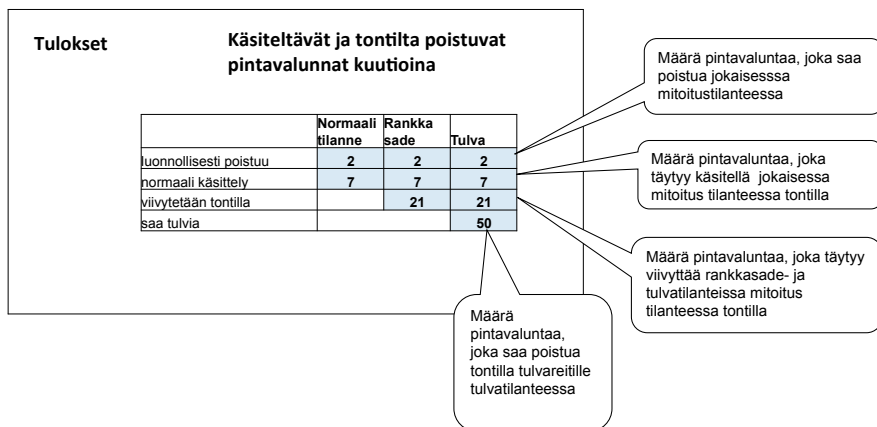 Tulokset
Käsiteltävät ja tontilta poistuvat
pintavalunnat kuutioina
Normaali tilanne Rankka sade Tulva
luonnollisesti poistuu 2 2 2
normaali käsittely 7 7 7
viivytetään tontilla 21 21
saa tulvia 50
Määrä pintavaluntaa, joka saa
poistua jokaisesssa
mitoitustilanteessa
Määrä pintavaluntaa, joka
täytyy käsitellä jokaisessa
mitoitus tilanteessa tontilla
Määrä pintavaluntaa, joka täytyy
viivyttää rankkasade- ja
tulvatilanteissa mitoitus
tilanteessa tontilla
Määrä
pintavaluntaa,
joka saa poistua
tontilla tulvareitille
tulvatilanteessa